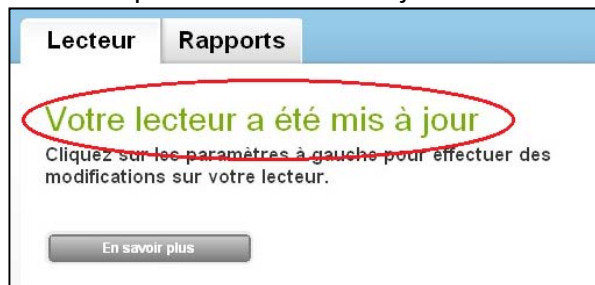 Lecteur Rapports
Votre lecteur a été mis à jour
Cliquez sur les paramètres à gauche pour effectuer des
modifications sur votre lecteur.
En savoir plus